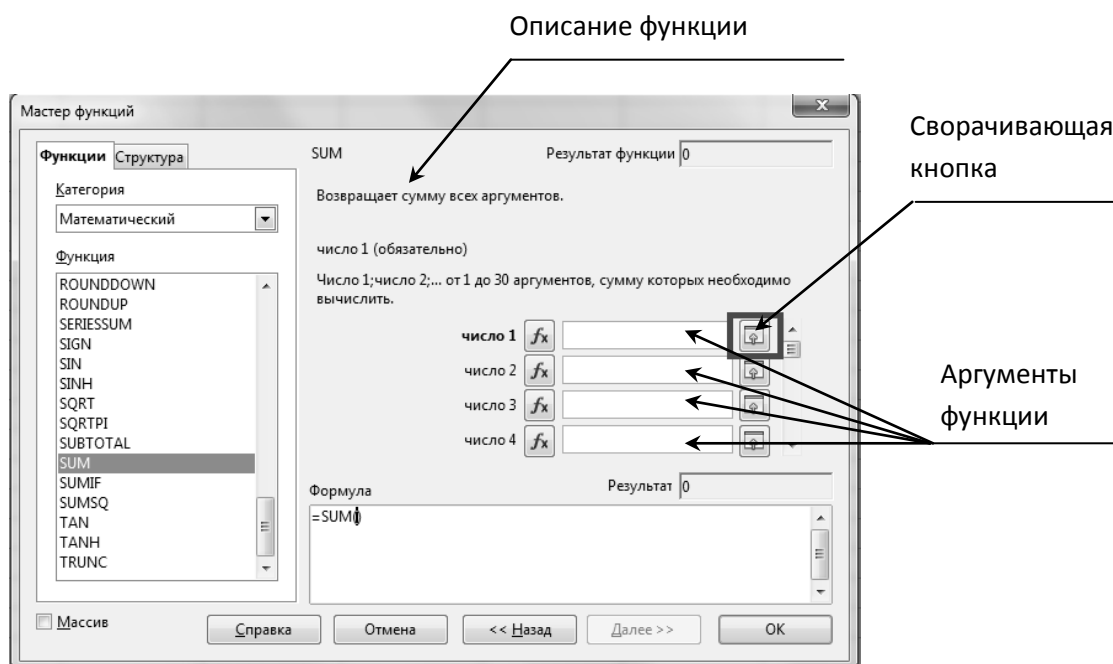 Описание функции
Мастер функций
Сворачивающая
кнопка
Функции Структура
SUM
Результат функции 0
Категория
Математический
Возвращает сумму всех аргументов.
Функция
число 1 (обязательно)
Число 1;число 2;... от 1 до 30 аргументов, сумму которых необходимо
вычислить.
ROUNDDOWN
ROUNDUP
SERIESSUM
SIGN
SIN
SINH
SQRT
SQRTPI
SUBTOTAL
SUM
SUMIF
SUMSQ
TAN
TANH
TRUNC
число 1 fx
число 2 fx
число 3 fx
число 4 fx
Аргументы
функции
Формула
Результат 0
=SUM()
Массив
Справка
Отмена
<< Назад
Далее >>
OK